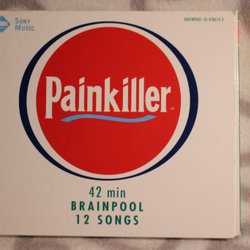 SONY
MUSIC
Painkiller
42 min
BRAINPOOL
12 SONGS